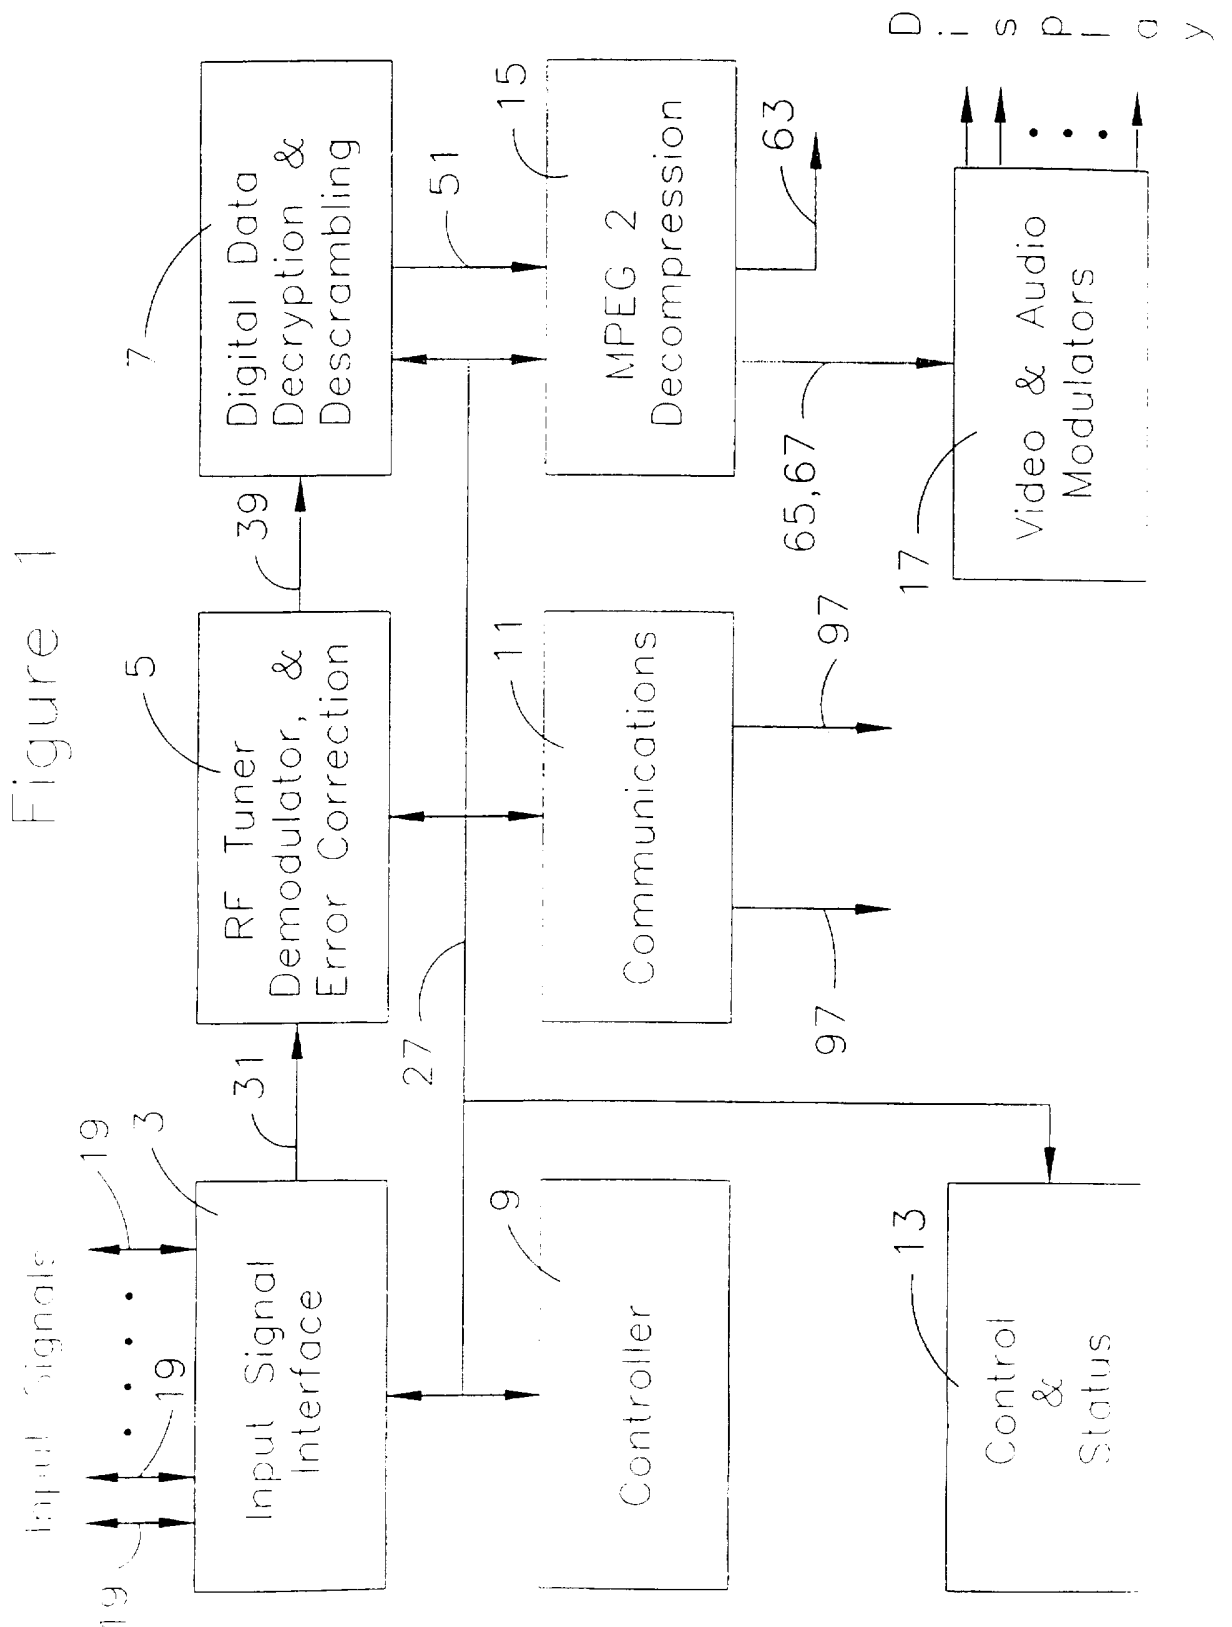 Figure 1
Input Signals
19
19
19
3
Input Signal
Interface
31
5
RF Tuner
Demodulator, &
Error Correction
39
7
Digital Data
Decryption &
Descrambling
27
51
9
Controller
11
Communications
97
97
15
MPEG 2
Decompression
63
65,67
13
Control
&
Status
17
Video & Audio
Modulators
Display